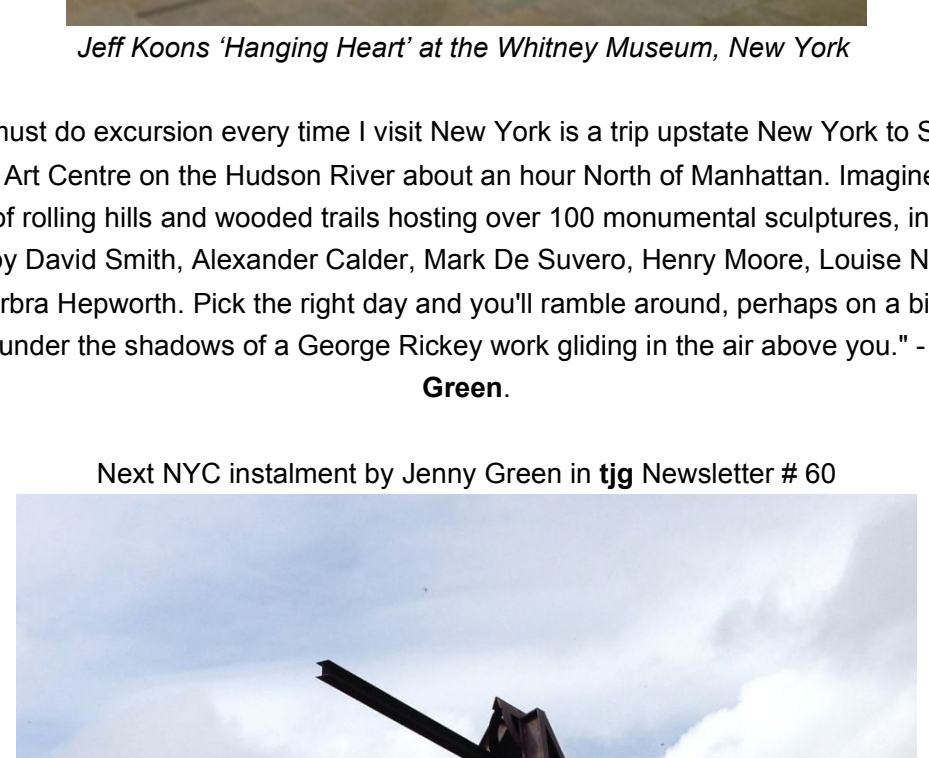 Jeff Koons ‘Hanging Heart’ at the Whitney Museum, New York
must do excursion every time I visit New York is a trip upstate New York to
Art Centre on the Hudson River about an hour North of Manhattan. Imagine
of rolling hills and wooded trails hosting over 100 monumental sculptures,
by David Smith, Alexander Calder, Mark De Suvero, Henry Moore, Louise
Hepworth. Pick the right day and you'll ramble around, perhaps on a
under the shadows of a George Rickey work gliding in the air above you." -
Green.
Next NYC instalment by Jenny Green in tjg Newsletter # 60